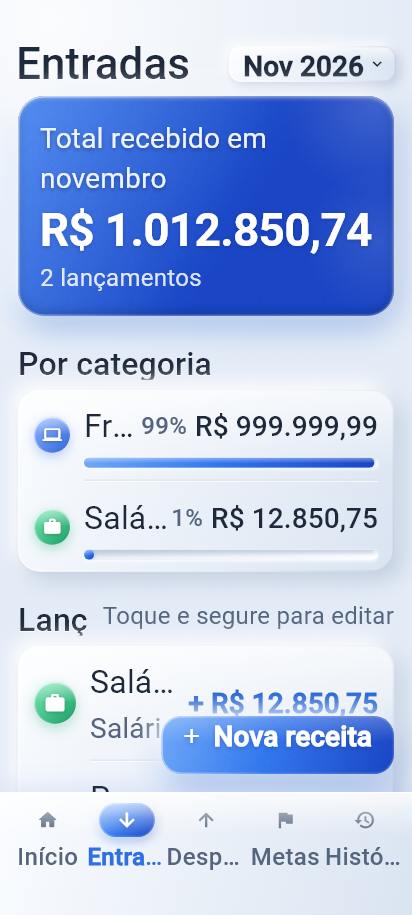 Entradas
Nov 2026
Total recebido em
novembro
R$ 1.012.850,74
2 lançamentos
Por categoria
Fr... 99% R$ 999.999,99
Salá... 1% R$ 12.850,75
Lanç Toque e segure para editar
Salá...
+ R$ 12.850,75
Salári
+ Nova receita
Início Entra... Desp... Metas Histó...